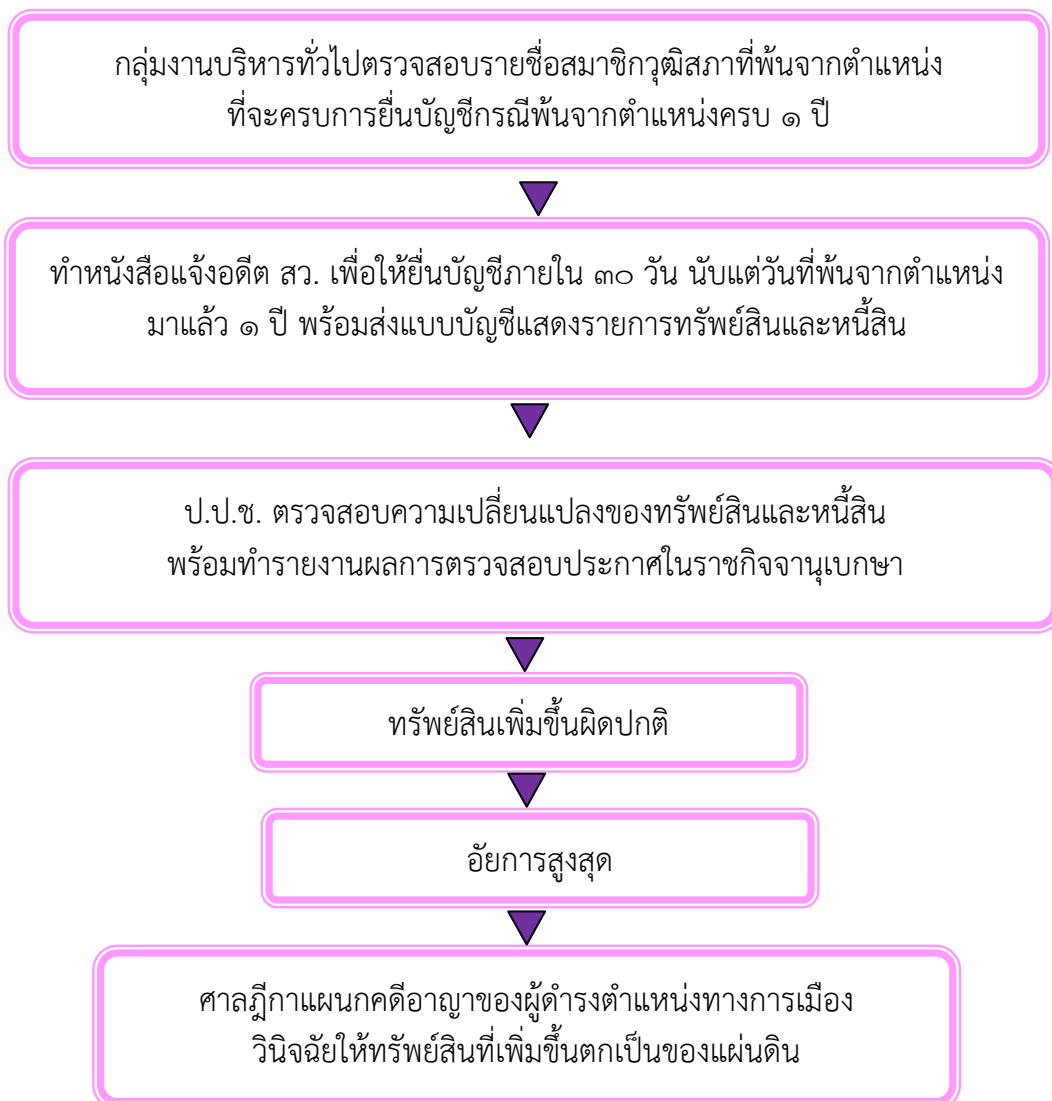 กลุ่มงานบริหารทั่วไปตรวจสอบรายชื่อสมาชิกวุฒิสภาที่พ้นจากตำแหน่ง
ที่จะครบการยื่นบัญชีกรณีพ้นจากตำแหน่งครบ ๑ ปี
ทำหนังสือแจ้งอดีต สว. เพื่อให้ยื่นบัญชีภายใน ๓๐ วัน นับแต่วันที่พ้นจากตำแหน่ง
มาแล้ว ๑ ปี พร้อมส่งแบบบัญชีแสดงรายการทรัพย์สินและหนี้สิน
ป.ป.ช. ตรวจสอบความเปลี่ยนแปลงของทรัพย์สินและหนี้สิน
พร้อมทำรายงานผลการตรวจสอบประกาศในราชกิจจานุเบกษา
ทรัพย์สินเพิ่มขึ้นผิดปกติ
อัยการสูงสุด
ศาลฎีกาแผนกคดีอาญาของผู้ดำรงตำแหน่งทางการเมือง
วินิจฉัยให้ทรัพย์สินที่เพิ่มขึ้นตกเป็นของแผ่นดิน